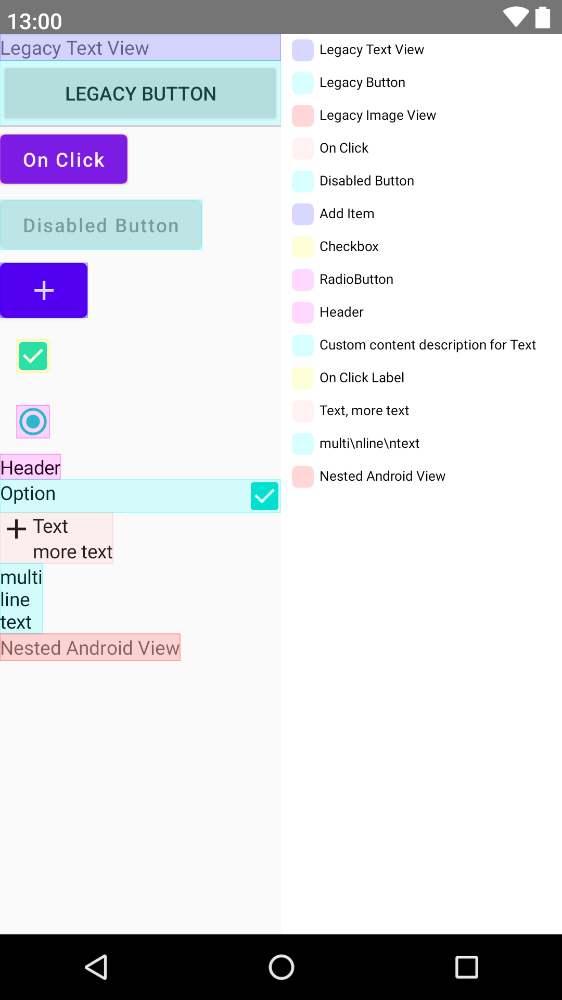 13:00
Legacy Text View
LEGACY BUTTON
On Click
Disabled Button
Header
Option
Text
more text
multi
line
text
Nested Android View
Legacy Text View
Legacy Button
Legacy Image View
On Click
Disabled Button
Add Item
Checkbox
RadioButton
Header
Custom content description for Text
On Click Label
Text, more text
multi\nline\ntext
Nested Android View